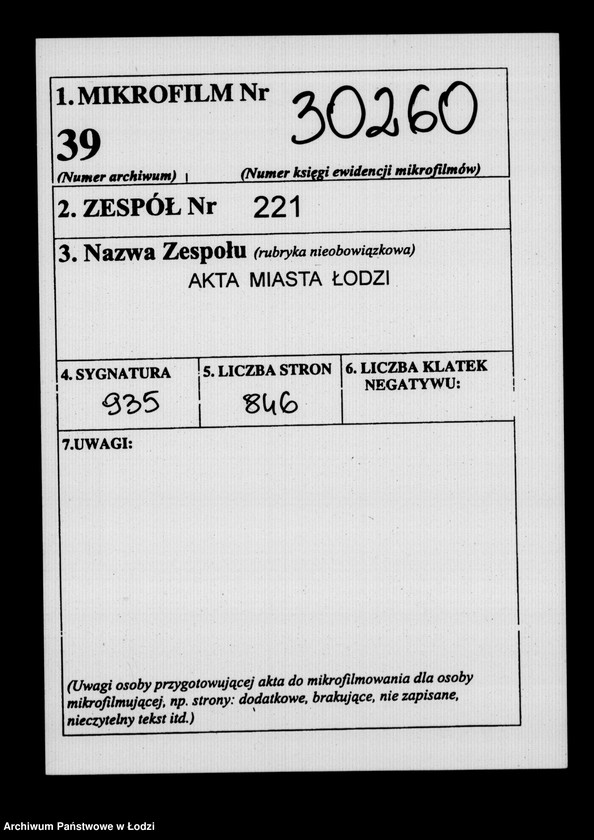 1. MIKROFILM Nr 30260
39
(Numer archiwum) (Numer księgi ewidencji mikrofilmów)
2. ZESPÓŁ Nr 221
3. Nazwa Zespołu (rubryka nieobowiązkowa)
AKTA MIASTA ŁODZI
4. SYGNATURA 5. LICZBA STRON 6. LICZBA KLATEK
NEGATYWU:
935 846
7.UWAGI:
(Uwagi osoby przygotowującej akta do mikrofilmowania dla osoby
mikrofilmującej, np. strony: dodatkowe, brakujące, nie zapisane,
nieczytelny tekst itd.)
Archiwum Państwowe w Łodzi